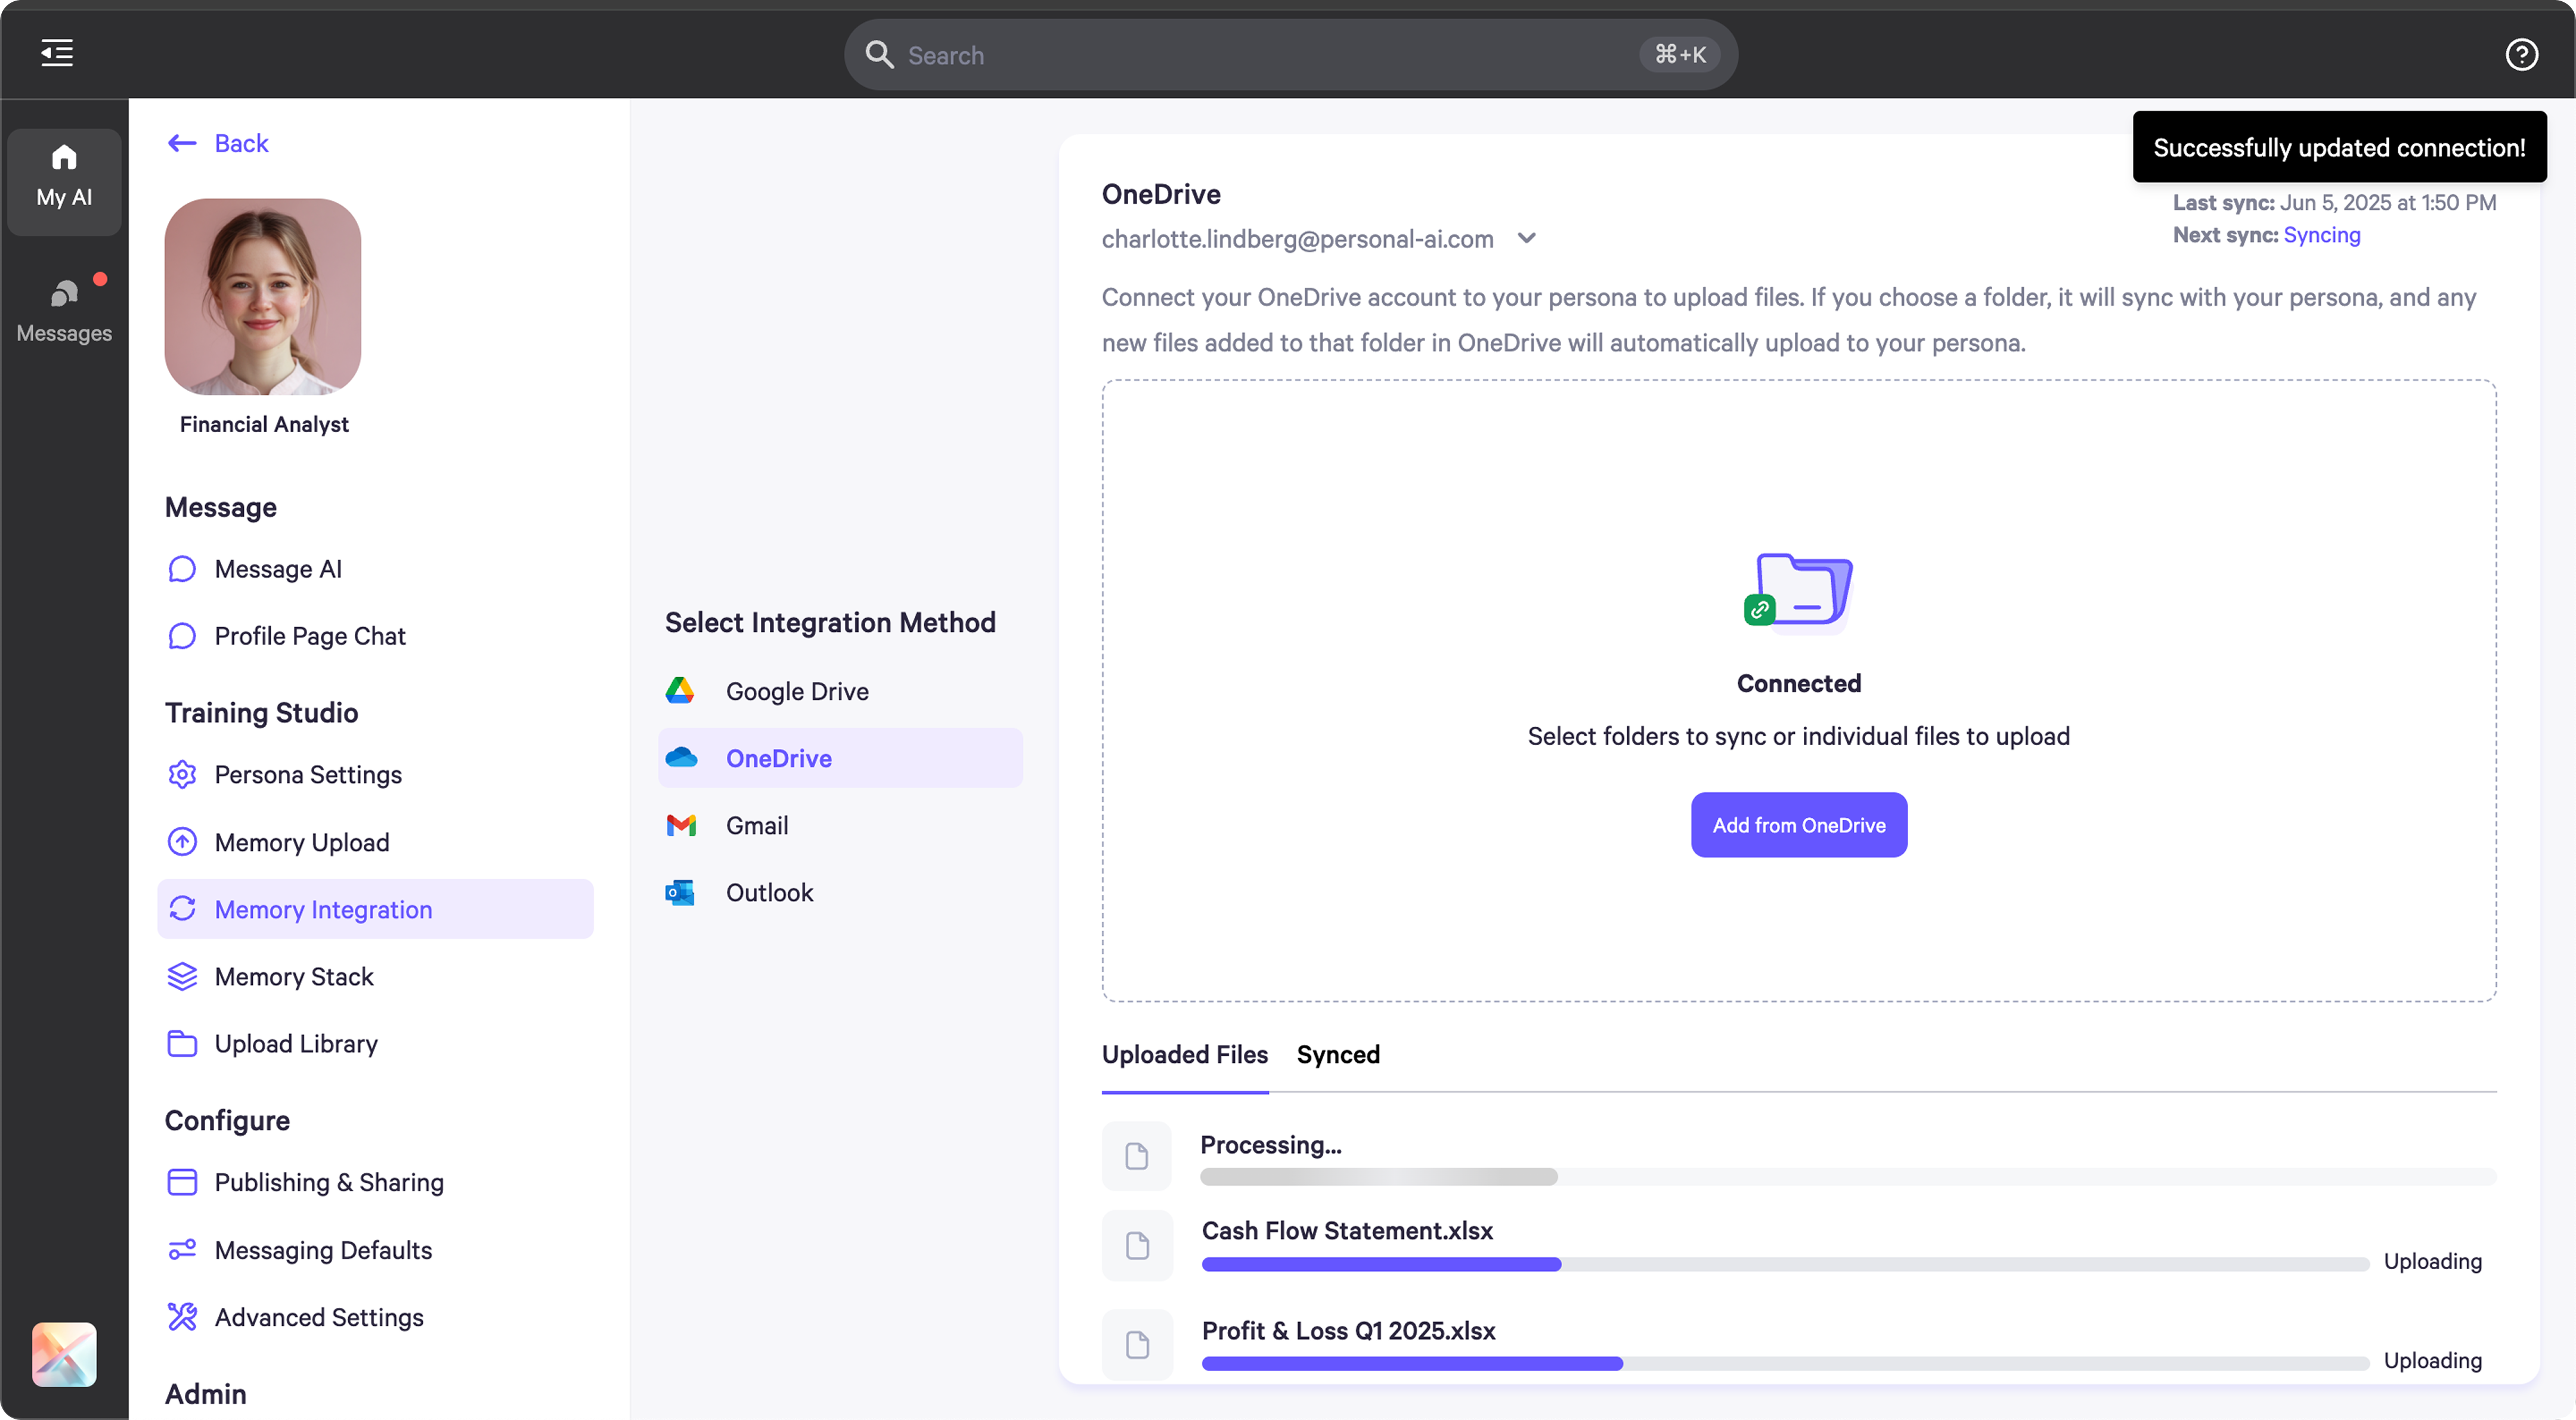 Search
⌘+K
My AI
Messages
Back
Financial Analyst
Message
Message AI
Profile Page Chat
Training Studio
Persona Settings
Memory Upload
Memory Integration
Memory Stack
Upload Library
Configure
Publishing & Sharing
Messaging Defaults
Advanced Settings
Admin
Select Integration Method
Google Drive
OneDrive
Gmail
Outlook
Successfully updated connection!
OneDrive
charlotte.lindberg@personal-ai.com
Last sync: Jun 5, 2025 at 1:50 PM
Next sync: Syncing
Connect your OneDrive account to your persona to upload files. If you choose a folder, it will sync with your persona, and any
new files added to that folder in OneDrive will automatically upload to your persona.
Connected
Select folders to sync or individual files to upload
Add from OneDrive
Uploaded Files
Synced
Processing...
Cash Flow Statement.xlsx
Uploading
Profit & Loss Q1 2025.xlsx
Uploading